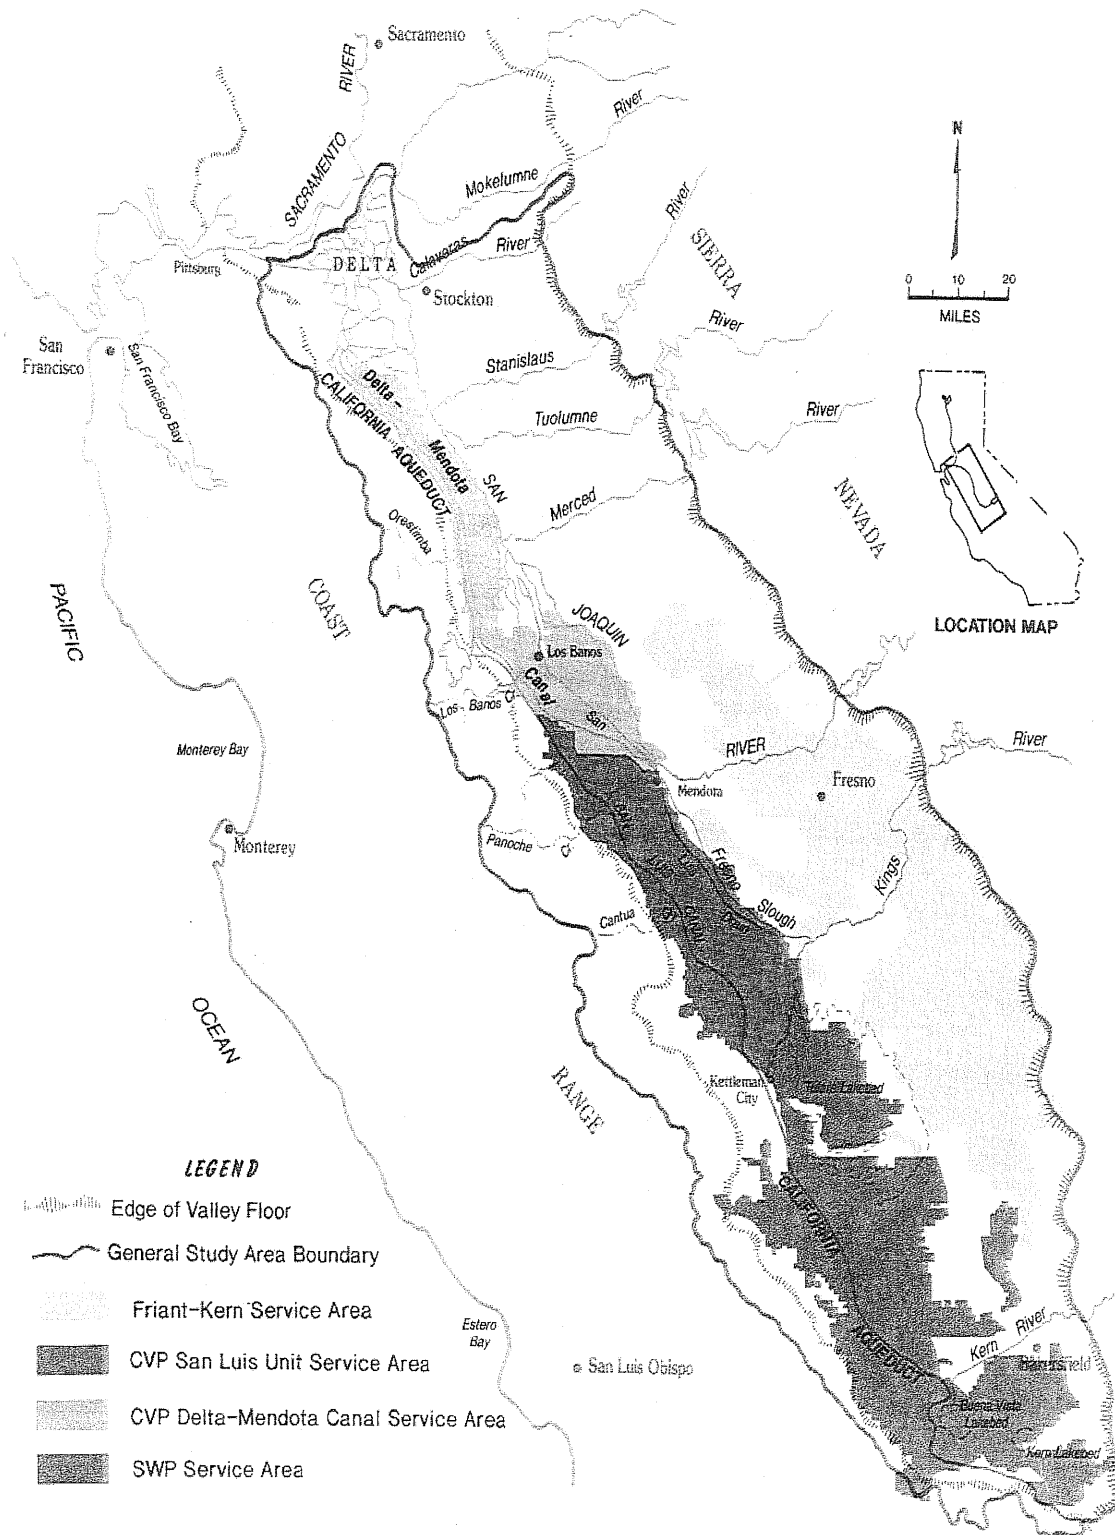 Sacramento
RIVER
SACRAMENTO
River
Mokelumne
River
Calaveras
River
DELTA
Pittsburg
Stockton
SIERRA
N
0 10 20
MILES
San
Francisco
San Francisco Bay
River
Stanislaus
Tuolumne
River
Delta-
Mendota
CALIFORNIA AQUEDUCT
SAN
Merced
Orestimba
NEVADA
LOCATION MAP
PACIFIC
COAST
JOAQUIN
Los Banos
Canal
Los Banos
San
RIVER
River
Monterey Bay
Mendota
Fresno
Monterey
Panoche
Fresno
Slough
Kings
Cantua
CANAL
OCEAN
RANGE
Kettleman
City
Tulare Lakebed
CALIFORNIA
AQUEDUCT
LEGEND
Edge of Valley Floor
General Study Area Boundary
Friant-Kern Service Area
CVP San Luis Unit Service Area
CVP Delta-Mendota Canal Service Area
SWP Service Area
Estero
Bay
San Luis Obispo
Kern
River
Bakersfield
Buena Vista
Lakebed
Kern Lakebed